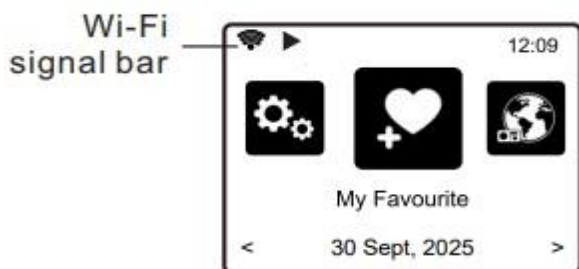 Wi-Fi
signal bar
12:09
My Favourite
< 30 Sept, 2025 >